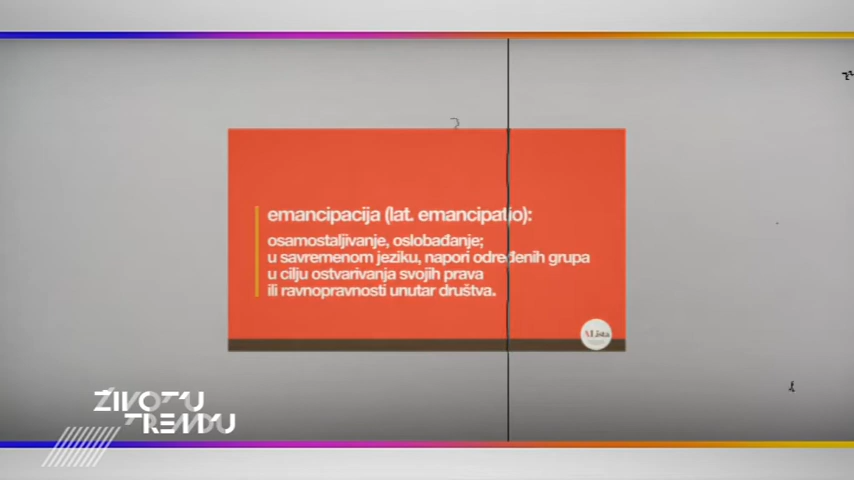 emancipacija (lat. emancipatio):
osamostaljivanje, oslobađanje;
u savremenom jeziku, napori određenih grupa
u cilju ostvarivanja svojih prava
ili ravnopravnosti unutar društva.
ALista
ŽIVOT U
TRENDU